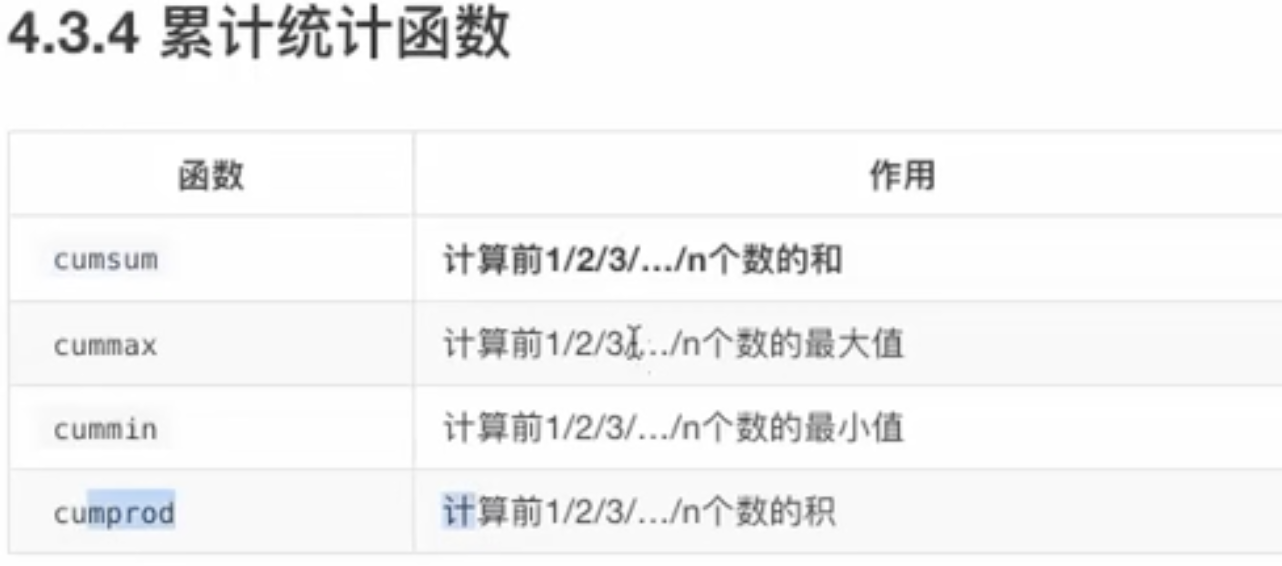 4.3.4 累计统计函数
函数 作用
cumsum 计算前1/2/3/…/n个数的和
cummax 计算前1/2/3/…/n个数的最大值
cummin 计算前1/2/3/…/n个数的最小值
cumprod 计算前1/2/3/…/n个数的积